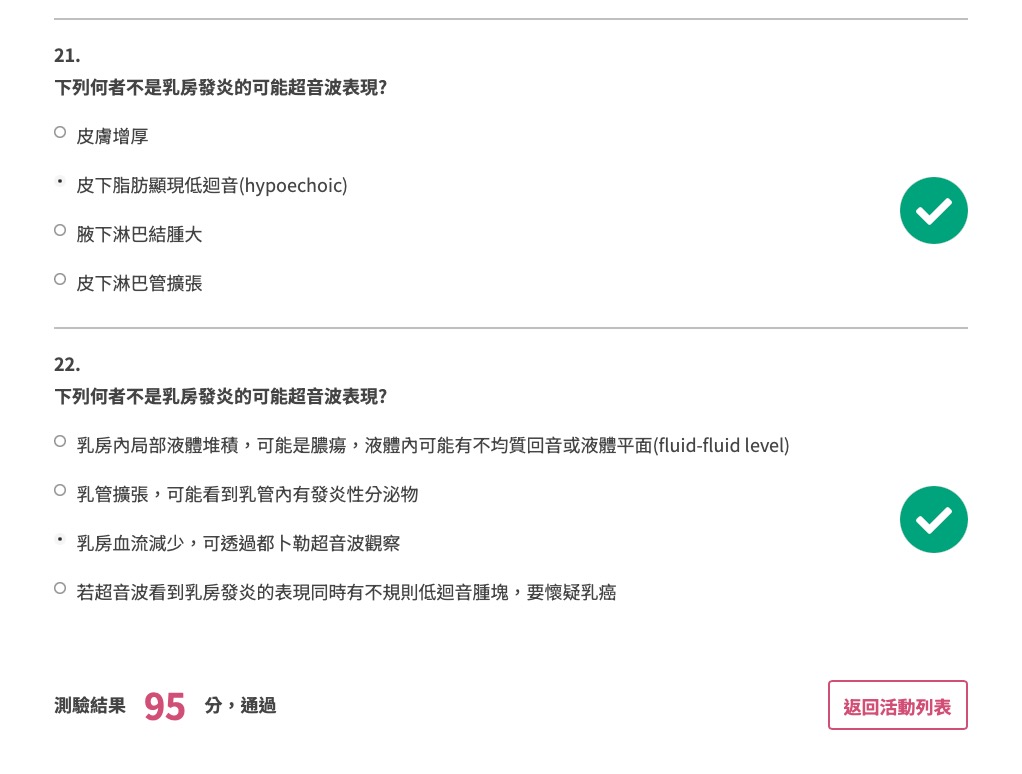 21.
下列何者不是乳房發炎的可能超音波表現?
皮膚增厚
皮下脂肪顯現低迴音(hypoechoic)
腋下淋巴結腫大
皮下淋巴管擴張
22.
下列何者不是乳房發炎的可能超音波表現?
乳房內局部液體堆積，可能是膿瘍，液體內可能有不均質回音或液體平面(fluid-fluid level)
乳管擴張，可能看到乳管內有發炎性分泌物
乳房血流減少，可透過都卜勒超音波觀察
若超音波看到乳房發炎的表現同時有不規則低迴音腫塊，要懷疑乳癌
測驗結果 95 分，通過
返回活動列表